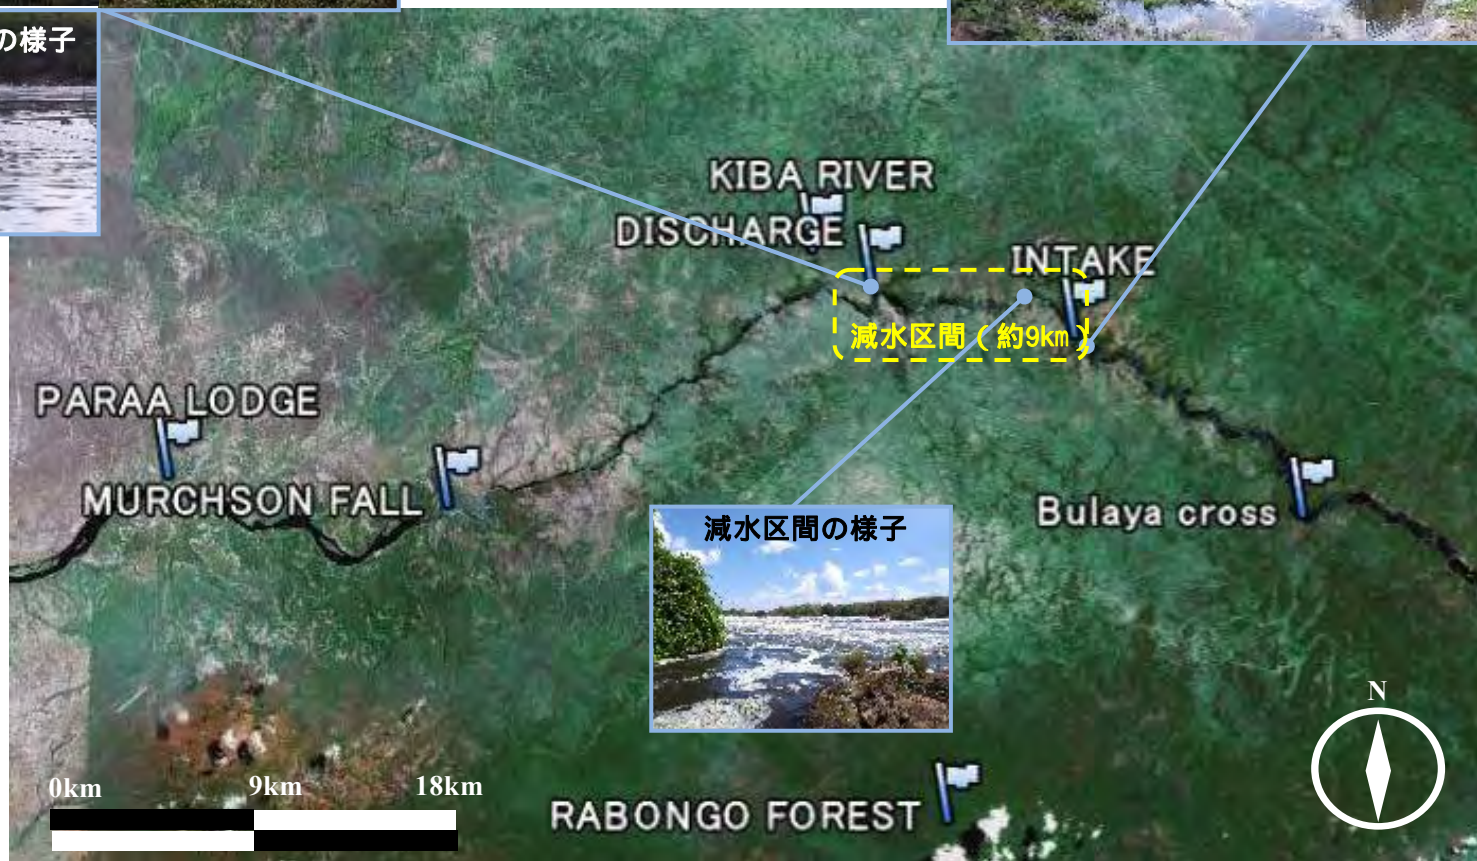 の様子
KIBA RIVER
DISCHARGE
INTAKE
減水区間(約9km)
PARAA LODGE
MURCHSON FALL
Bulaya cross
減水区間の様子
N
0km 9km 18km
RABONGO FOREST